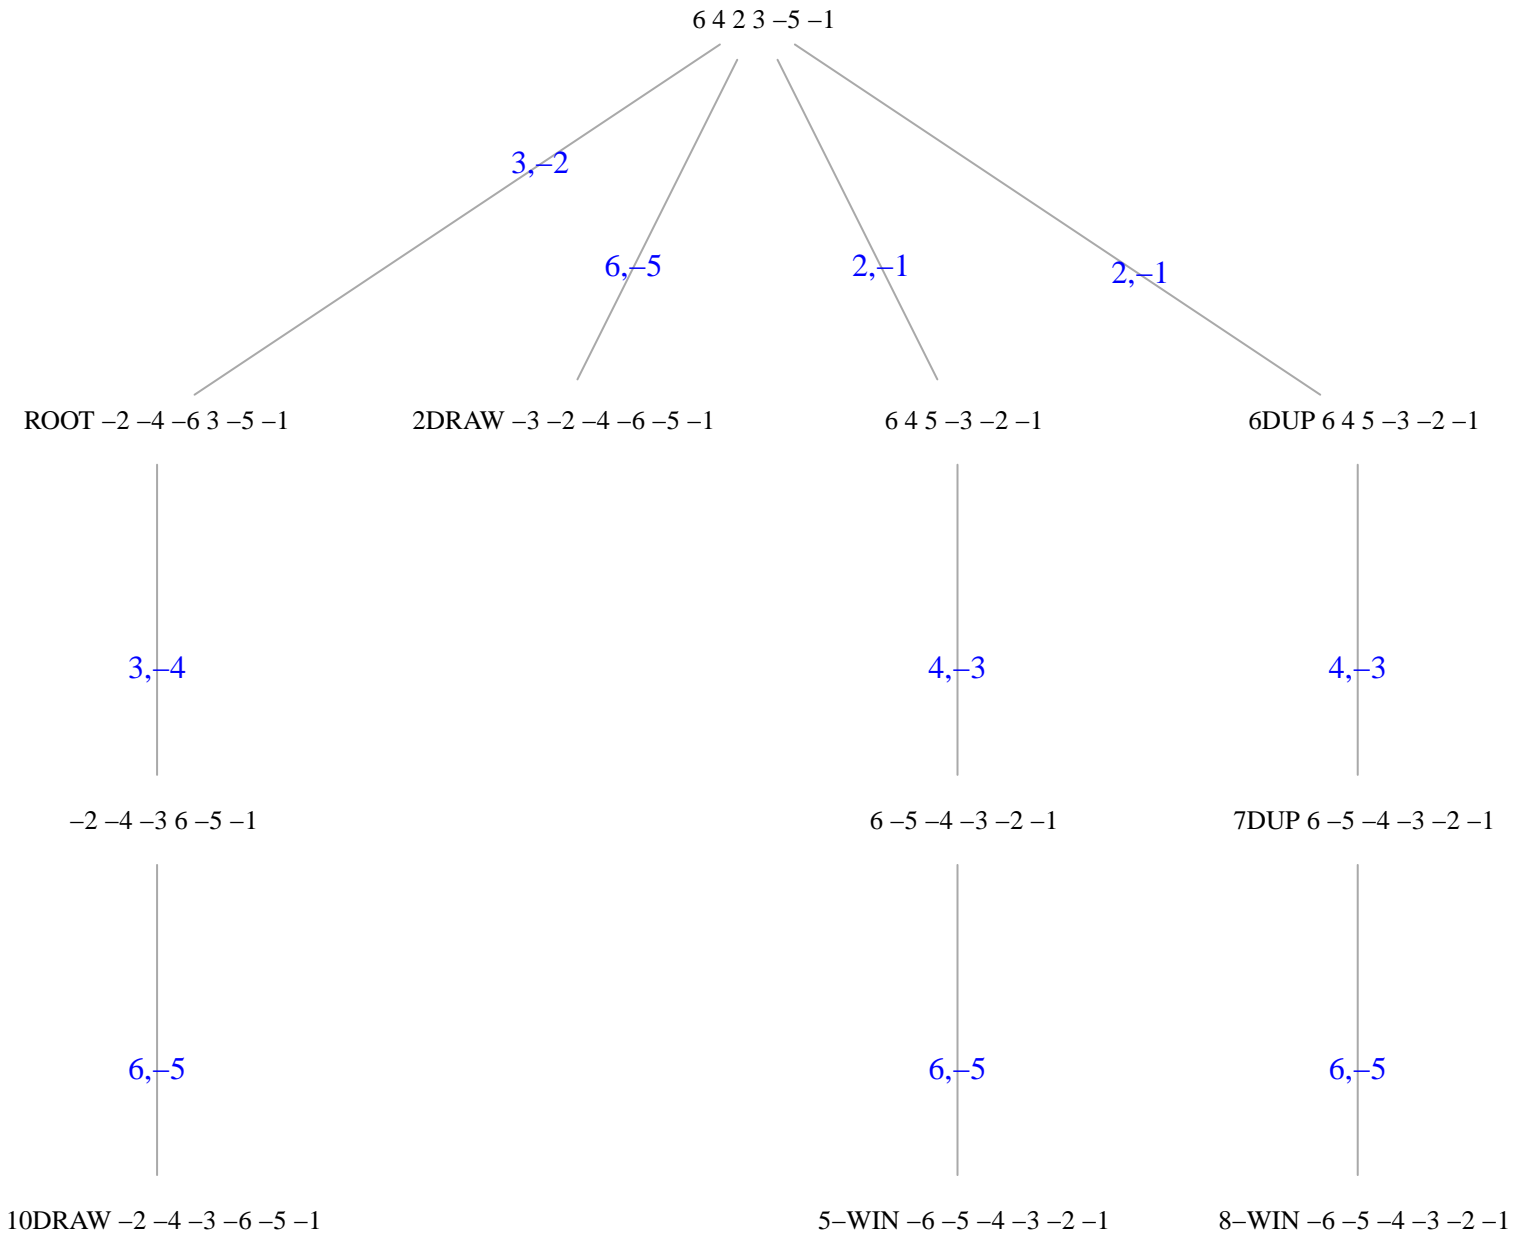 6 4 2 3 –5 –1
3,–2
6,–5
2,–1
2,–1
ROOT –2 –4 –6 3 –5 –1
2DRAW –3 –2 –4 –6 –5 –1
6 4 5 –3 –2 –1
6DUP 6 4 5 –3 –2 –1
3,–4
4,–3
4,–3
–2 –4 –3 6 –5 –1
6 –5 –4 –3 –2 –1
7DUP 6 –5 –4 –3 –2 –1
6,–5
6,–5
6,–5
10DRAW –2 –4 –3 –6 –5 –1
5–WIN –6 –5 –4 –3 –2 –1
8–WIN –6 –5 –4 –3 –2 –1